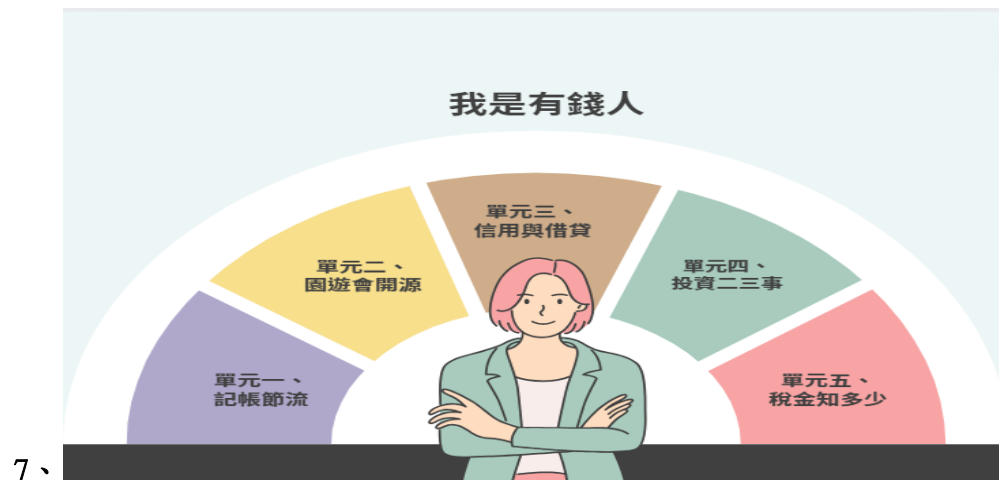 我是有錢人
單元一、
記帳節流
單元二、
園遊會開源
單元三、
信用與借貸
單元四、
投資二三事
單元五、
稅金知多少
7、